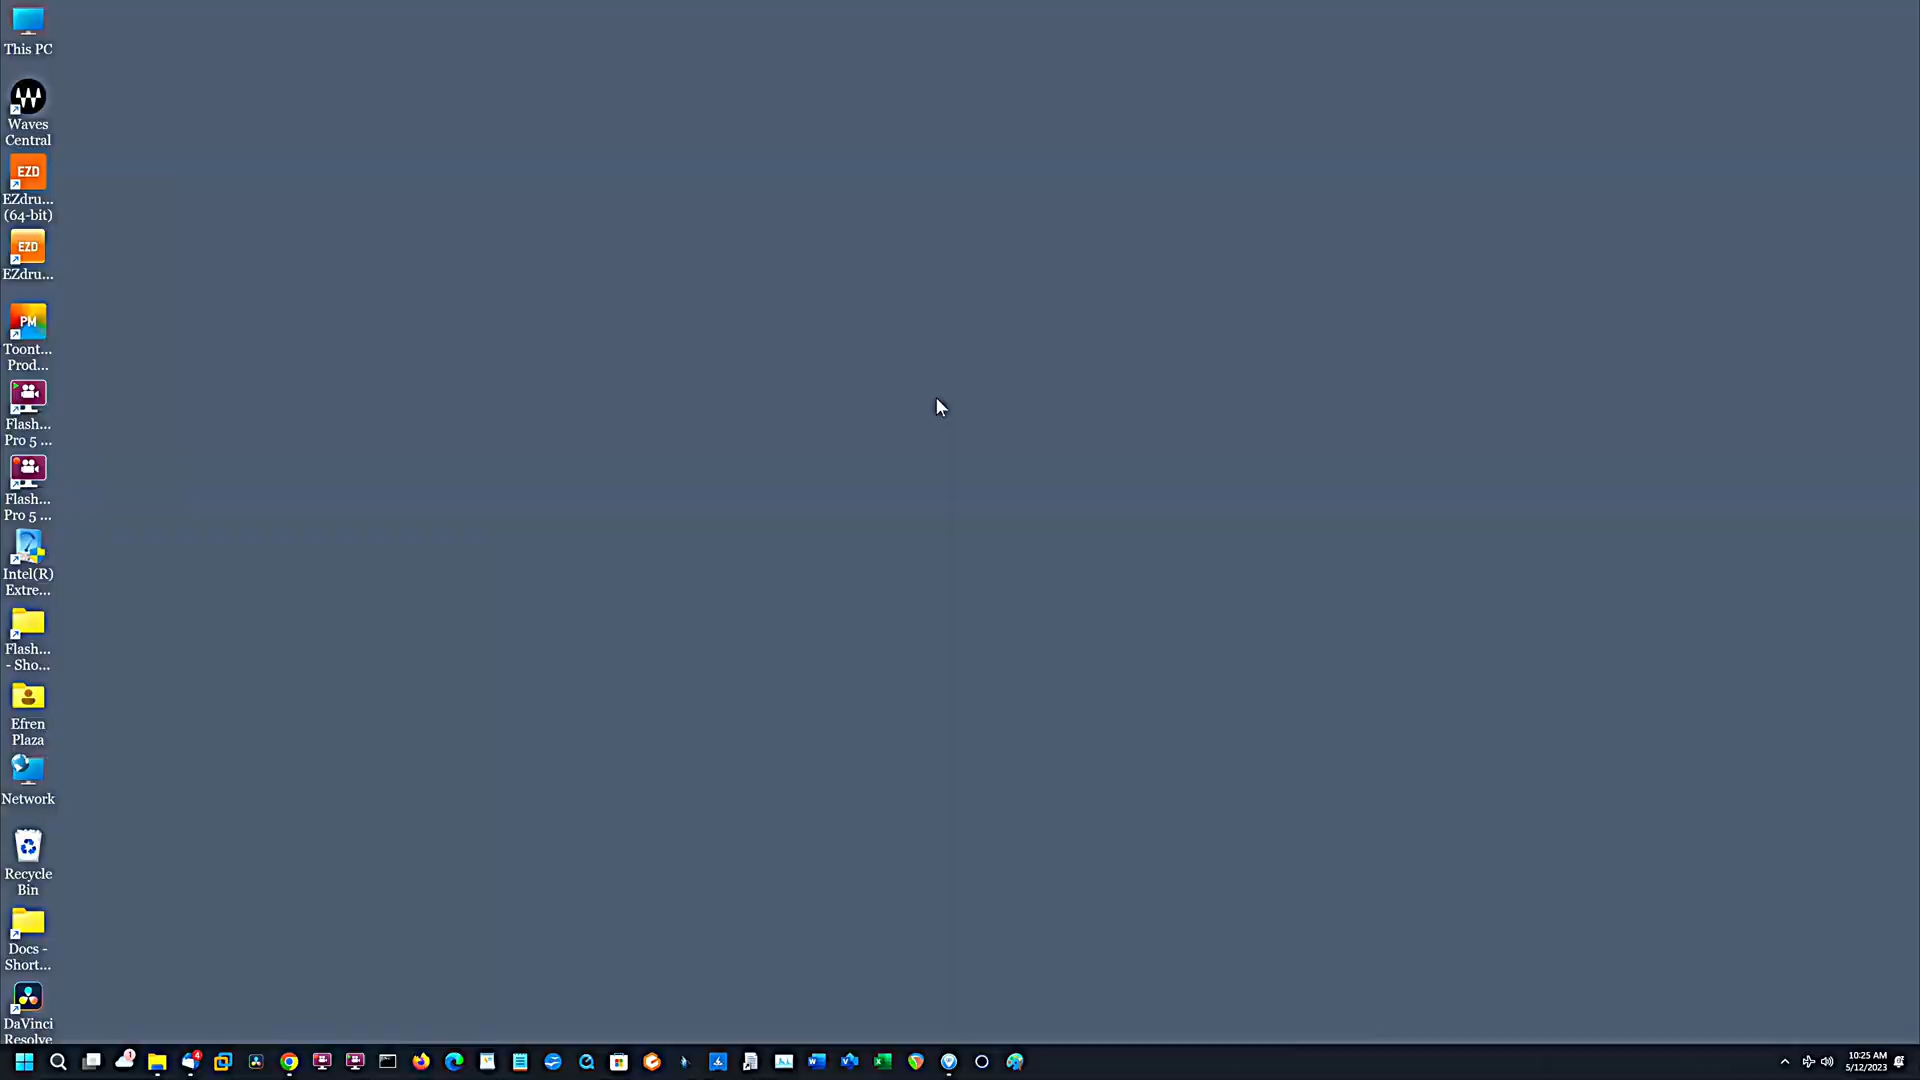 This PC
Waves
Central
EZD
EZdru...
(64-bit)
EZD
EZdru...
PM
Toont...
Prod...
Flash...
Pro 5 ...
Flash...
Pro 5 ...
Intel(R)
Extre...
Flash...
- Sho...
Efren
Plaza
Network
Recycle
Bin
Docs -
Short...
DaVinci
Resolve
1
4
10:25 AM
5/12/2023